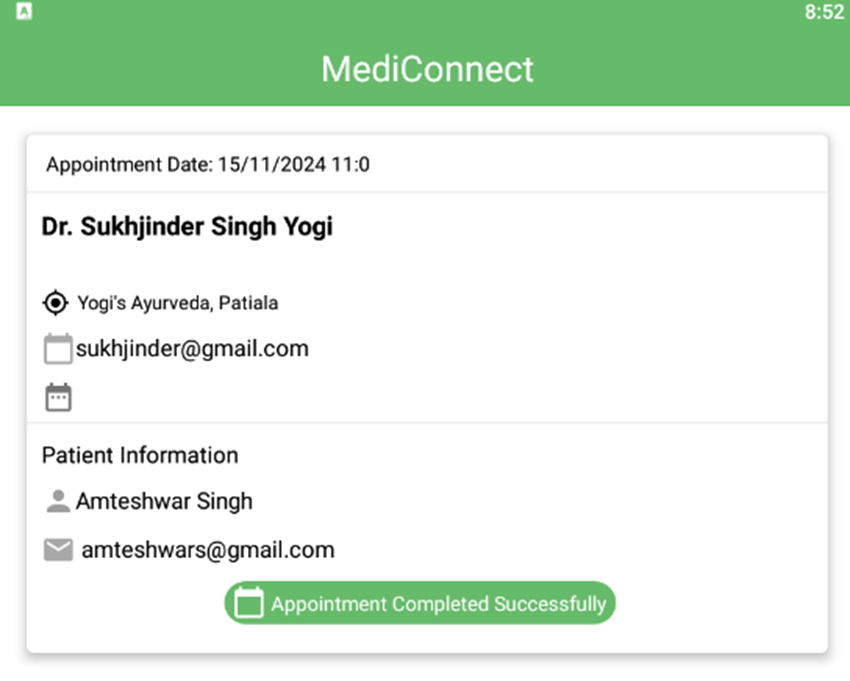 8:52
MediConnect
Appointment Date: 15/11/2024 11:0
Dr. Sukhjinder Singh Yogi
Yogi's Ayurveda, Patiala
sukhjinder@gmail.com
Patient Information
Amteshwar Singh
amteshwars@gmail.com
Appointment Completed Successfully